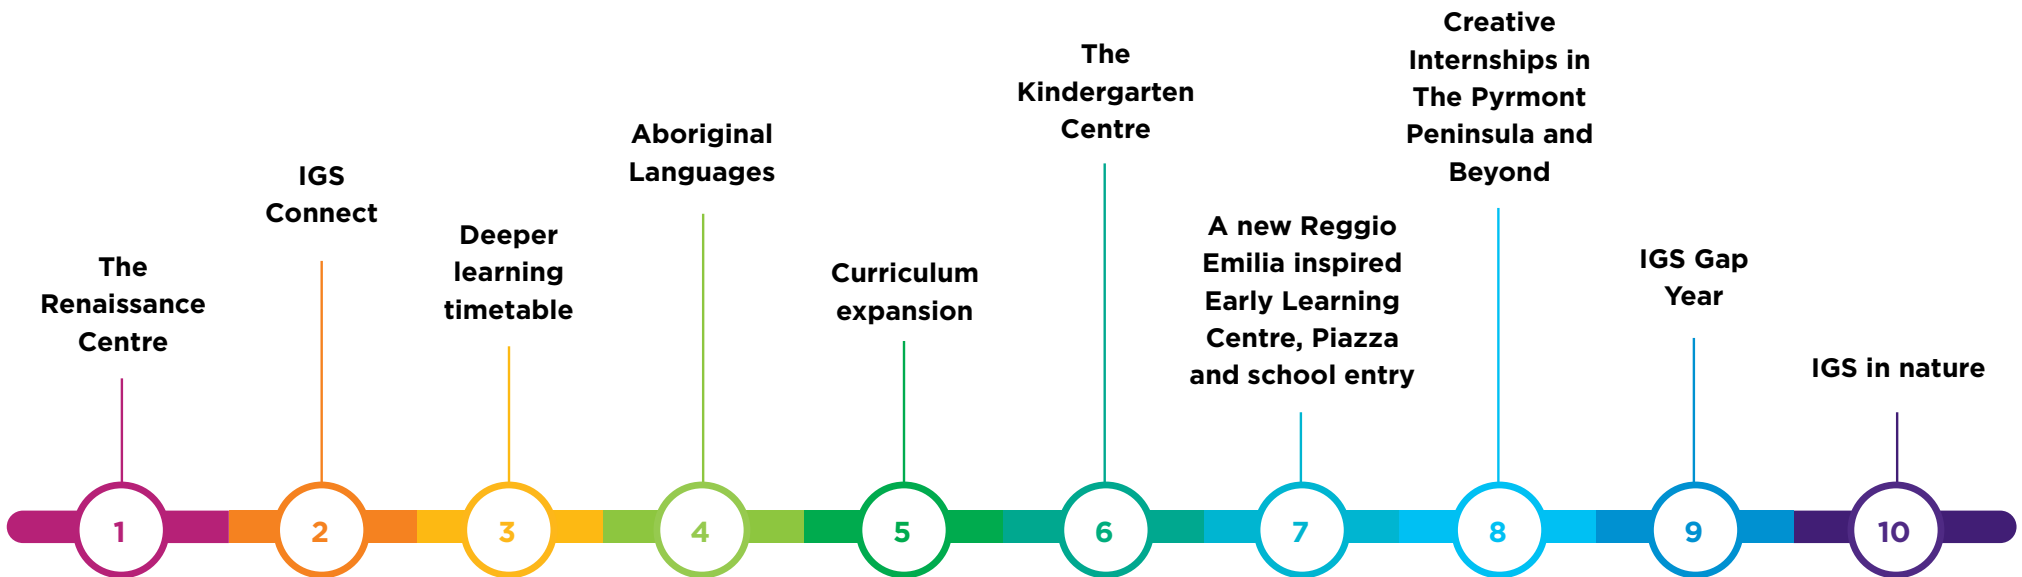 The
Renaissance
Centre
IGS
Connect
Deeper
learning
timetable
Aboriginal
Languages
Curriculum
expansion
The
Kindergarten
Centre
A new Reggio
Emilia inspired
Early Learning
Centre, Piazza
and school entry
Creative
Internships in
The Pyrmont
Peninsula and
Beyond
IGS Gap
Year
IGS in nature
1
2
3
4
5
6
7
8
9
10